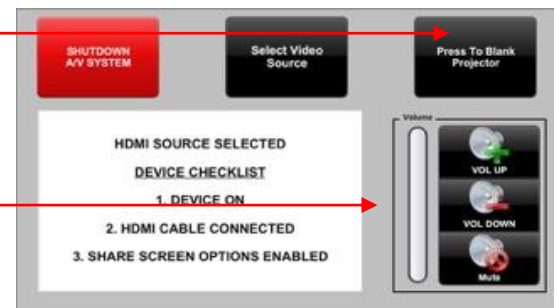 SHUTDOWN
A/V SYSTEM
Select Video
Source
Press To Blank
Projector
HDMI SOURCE SELECTED
DEVICE CHECKLIST
1. DEVICE ON
2. HDMI CABLE CONNECTED
3. SHARE SCREEN OPTIONS ENABLED
Volume
VOL UP
VOL DOWN
Mute